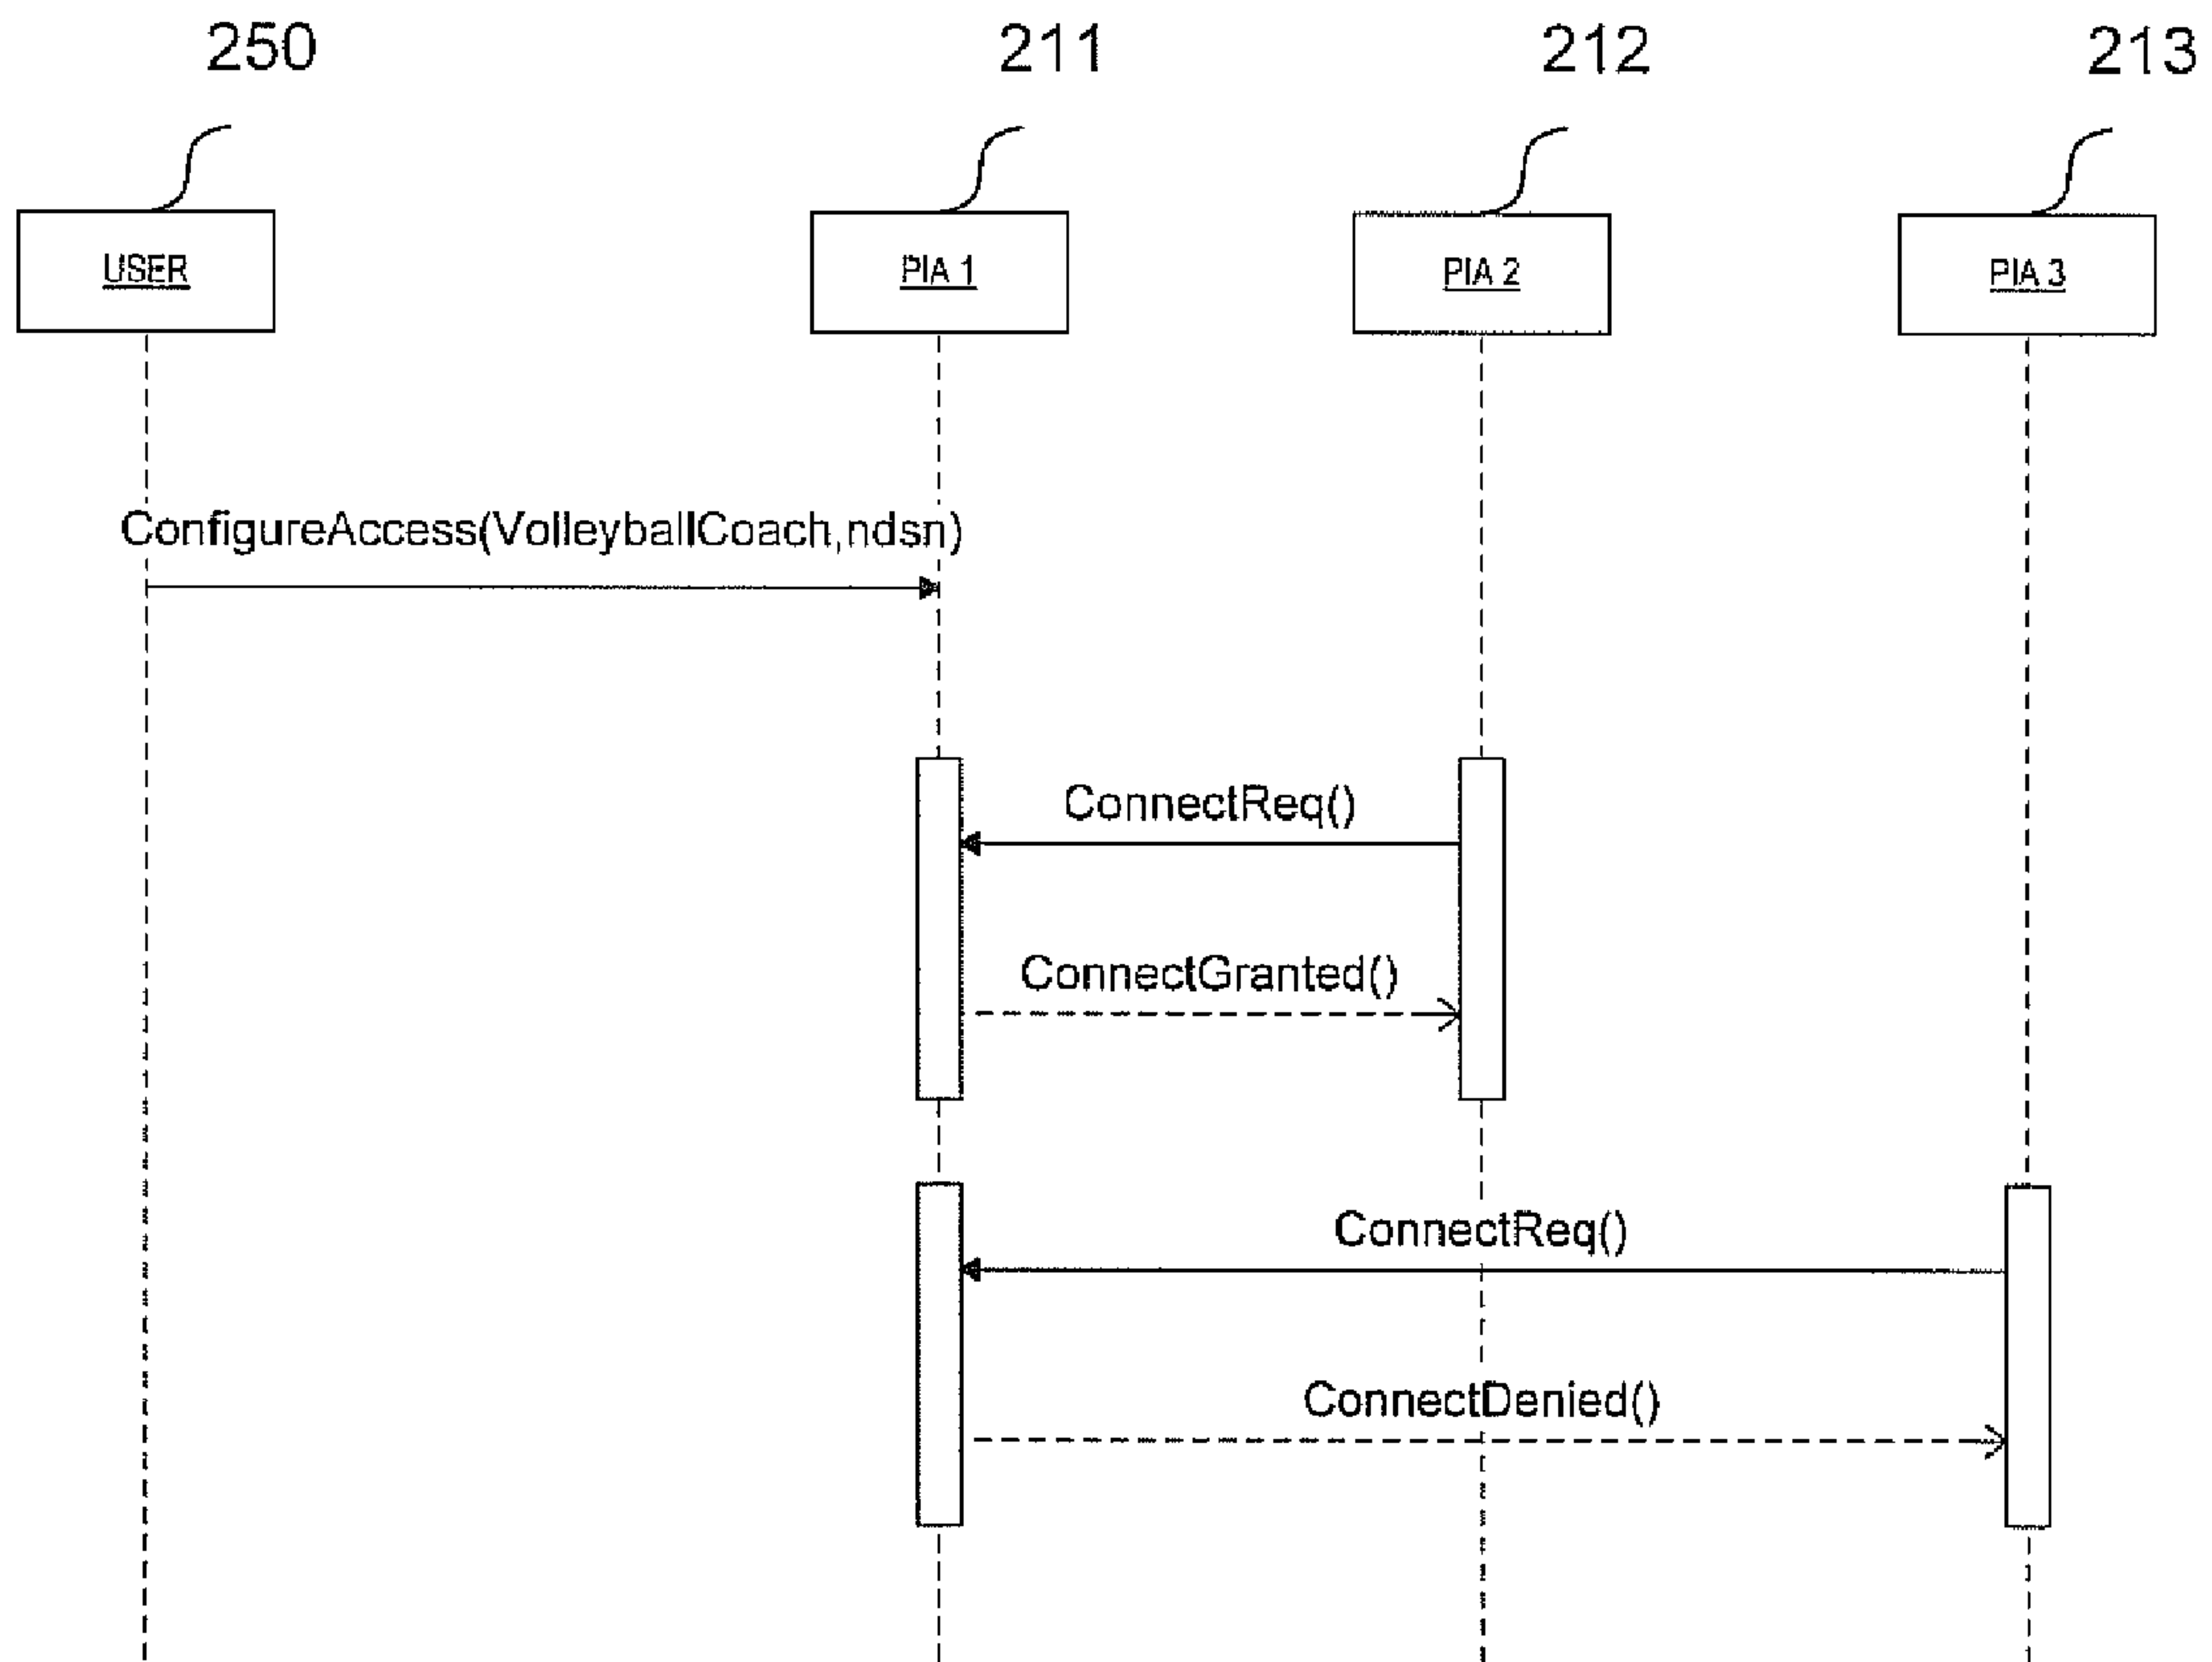 250 211 212 213
USER PIA 1 PIA 2 PIA 3
ConfigureAccess(VolleyballCoach,ndsn)
ConnectReq()
ConnectGranted()
ConnectReq()
ConnectDenied()